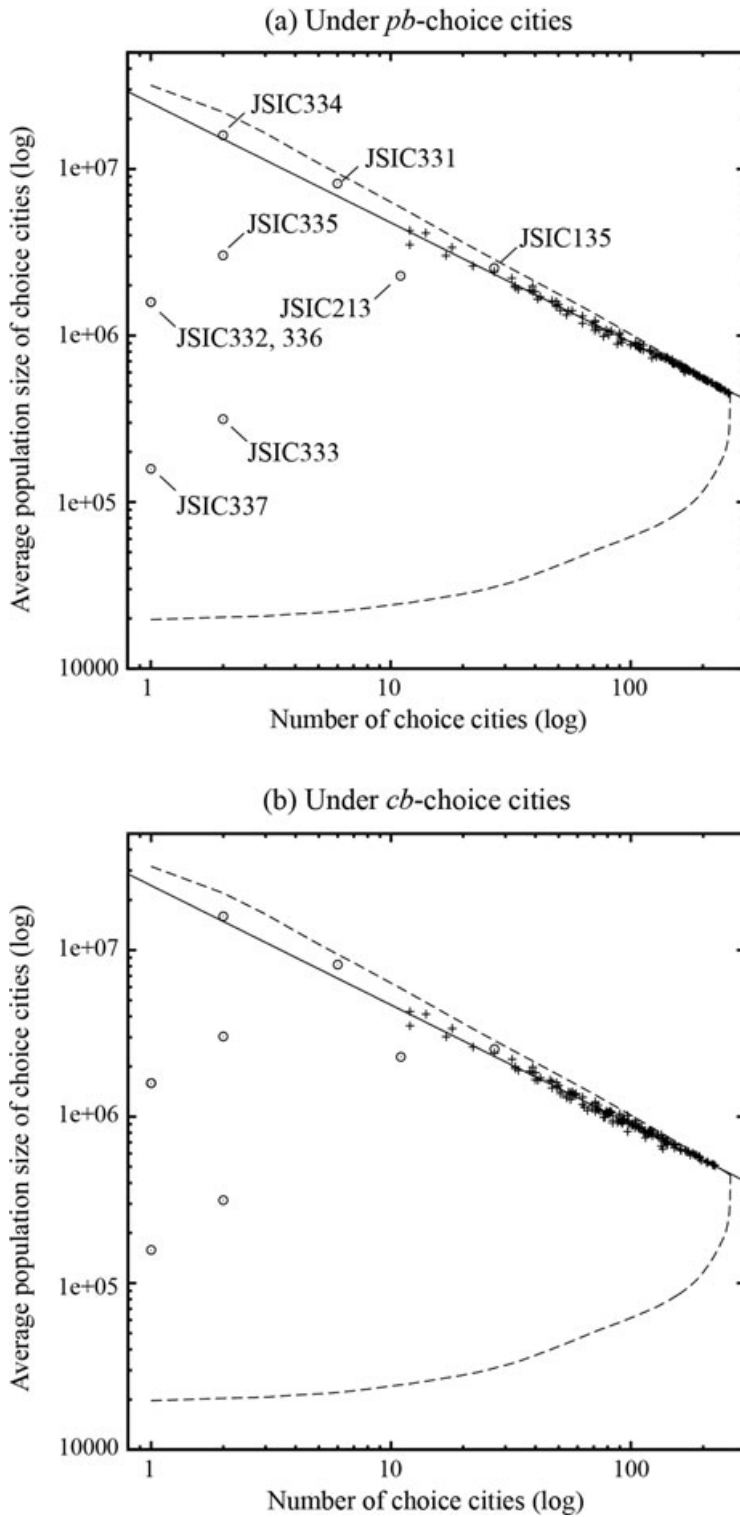 (a) Under pb-choice cities
JSIC334
JSIC331
1e+07
JSIC335
JSIC135
JSIC213
1e+06
JSIC332, 336
JSIC333
1e+05
JSIC337
10000
Average population size of choice cities (log)
1 10 100
Number of choice cities (log)
(b) Under cb-choice cities
1e+07
1e+06
1e+05
10000
Average population size of choice cities (log)
1 10 100
Number of choice cities (log)